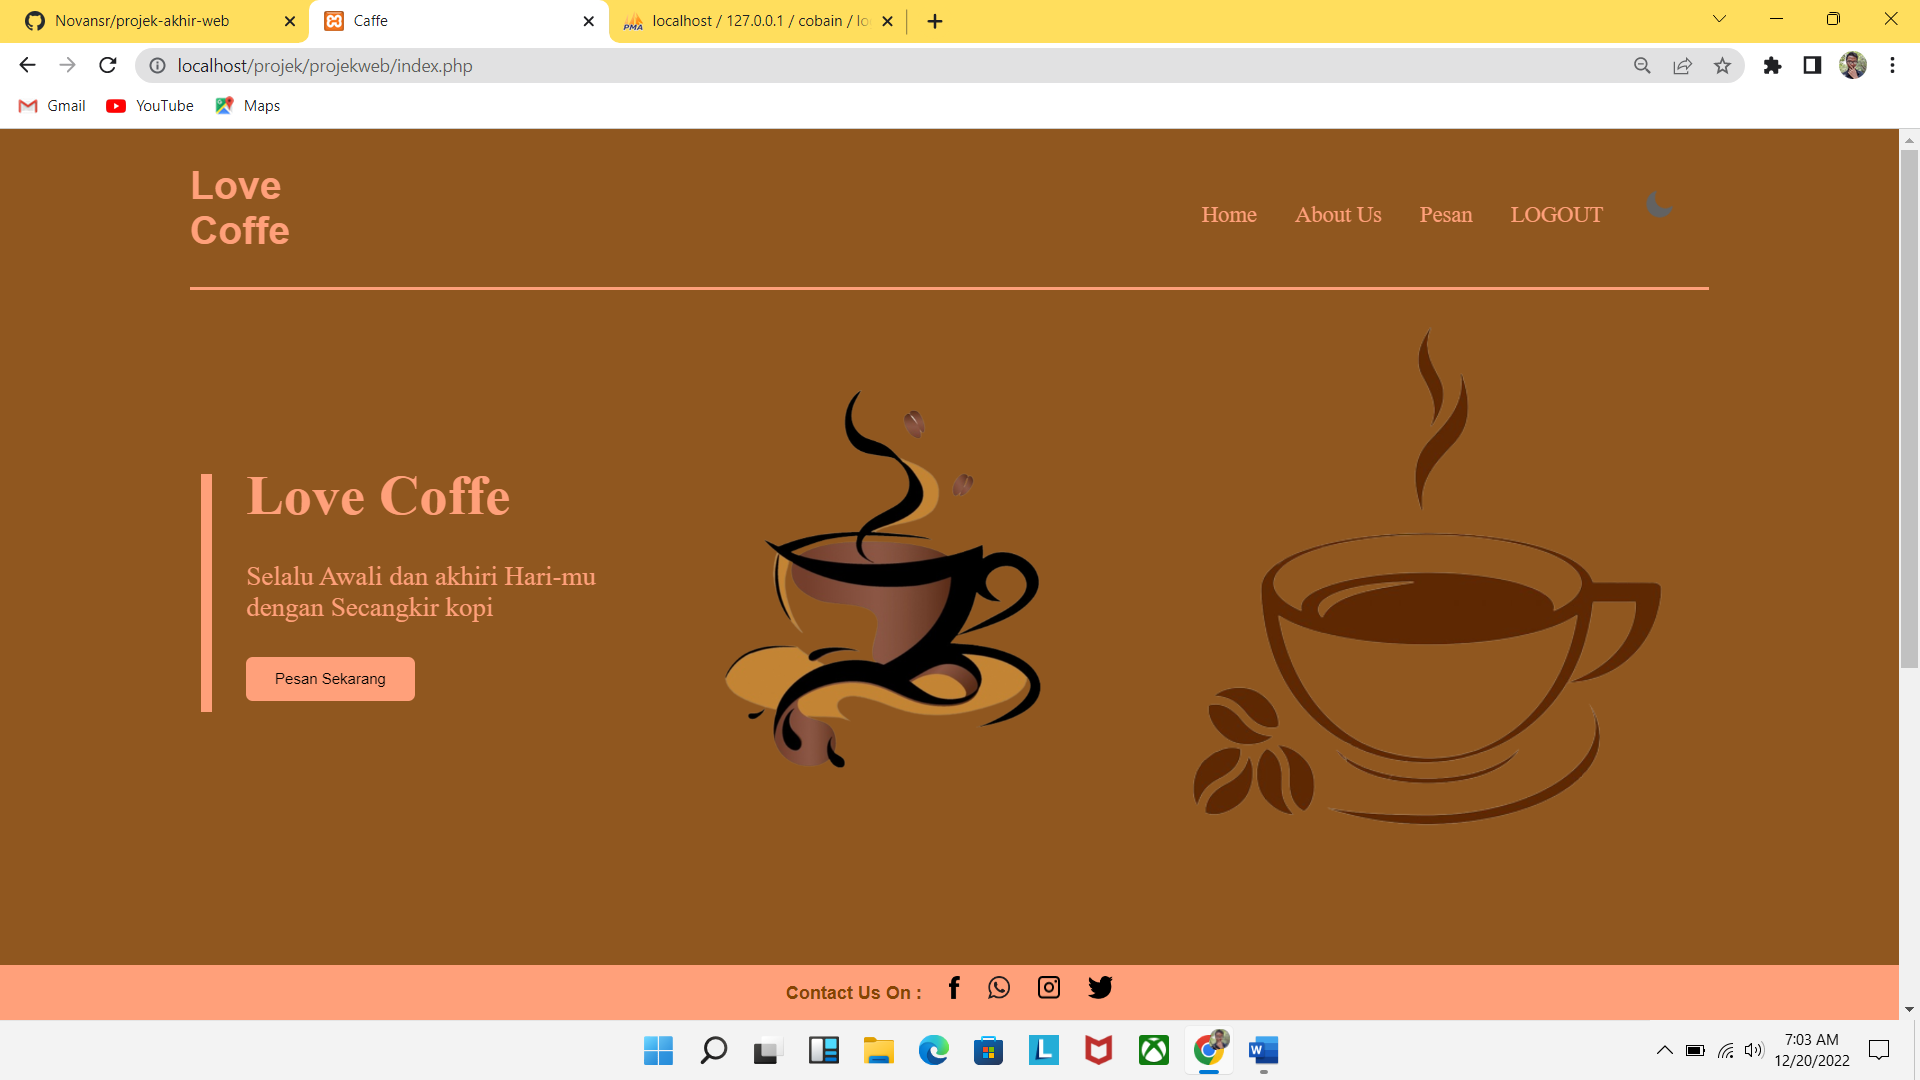 Novansr/projek-akhir-web
Caffe
localhost / 127.0.0.1 / cobain / lo
localhost/projek/projekweb/index.php
Gmail
YouTube
Maps
Love
Coffe
Home
About Us
Pesan
LOGOUT
Love Coffe
Selalu Awali dan akhiri Hari-mu
dengan Secangkir kopi
Pesan Sekarang
Contact Us On :
7:03 AM
12/20/2022